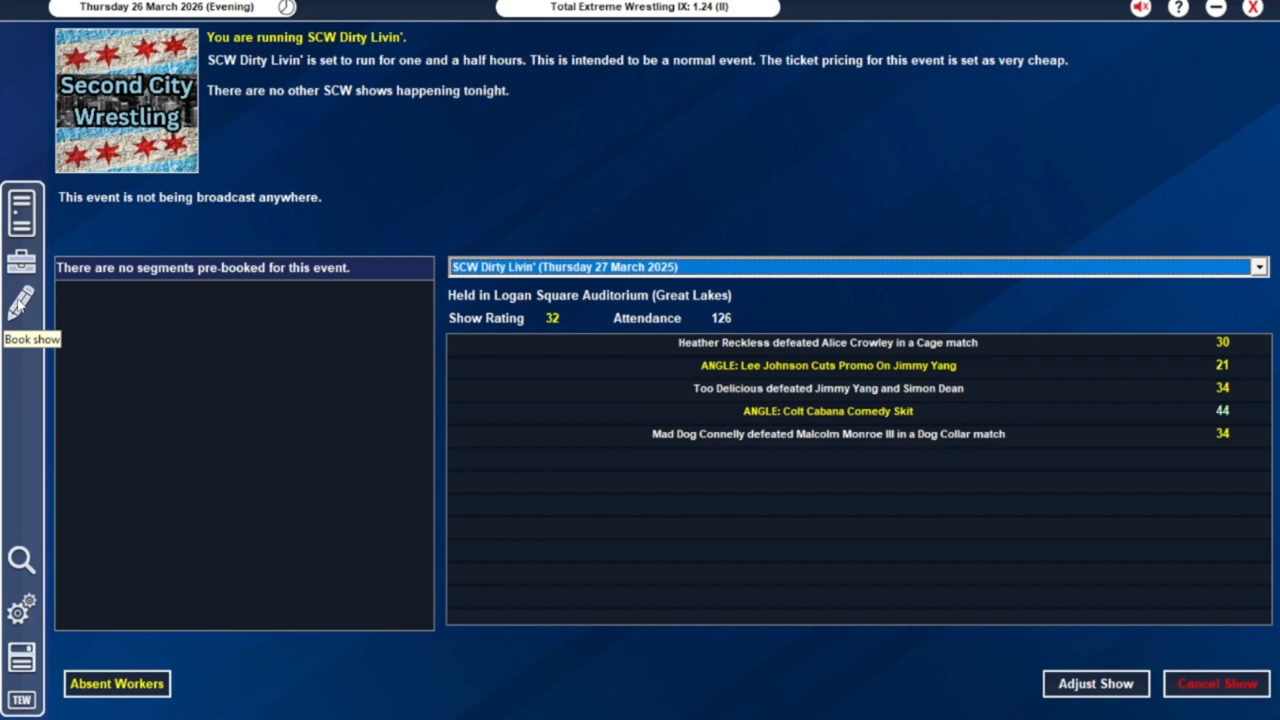 Thursday 26 March 2026 (Evening)
Total Extreme Wrestling IX: 1.24 (II)
?
X
Second City
Wrestling
You are running SCW Dirty Livin'.
SCW Dirty Livin' is set to run for one and a half hours. This is intended to be a normal event. The ticket pricing for this event is set as very cheap.
There are no other SCW shows happening tonight.
This event is not being broadcast anywhere.
There are no segments pre-booked for this event.
SCW Dirty Livin' (Thursday 27 March 2025)
Held in Logan Square Auditorium (Great Lakes)
Show Rating 32 Attendance 126
Book show
Heather Reckless defeated Alice Crowley in a Cage match 30
ANGLE: Lee Johnson Cuts Promo On Jimmy Yang 21
Too Delicious defeated Jimmy Yang and Simon Dean 34
ANGLE: Colt Cabana Comedy Skit 44
Mad Dog Connelly defeated Malcolm Monroe III in a Dog Collar match 34
TEW
Absent Workers
Adjust Show
Cancel Show